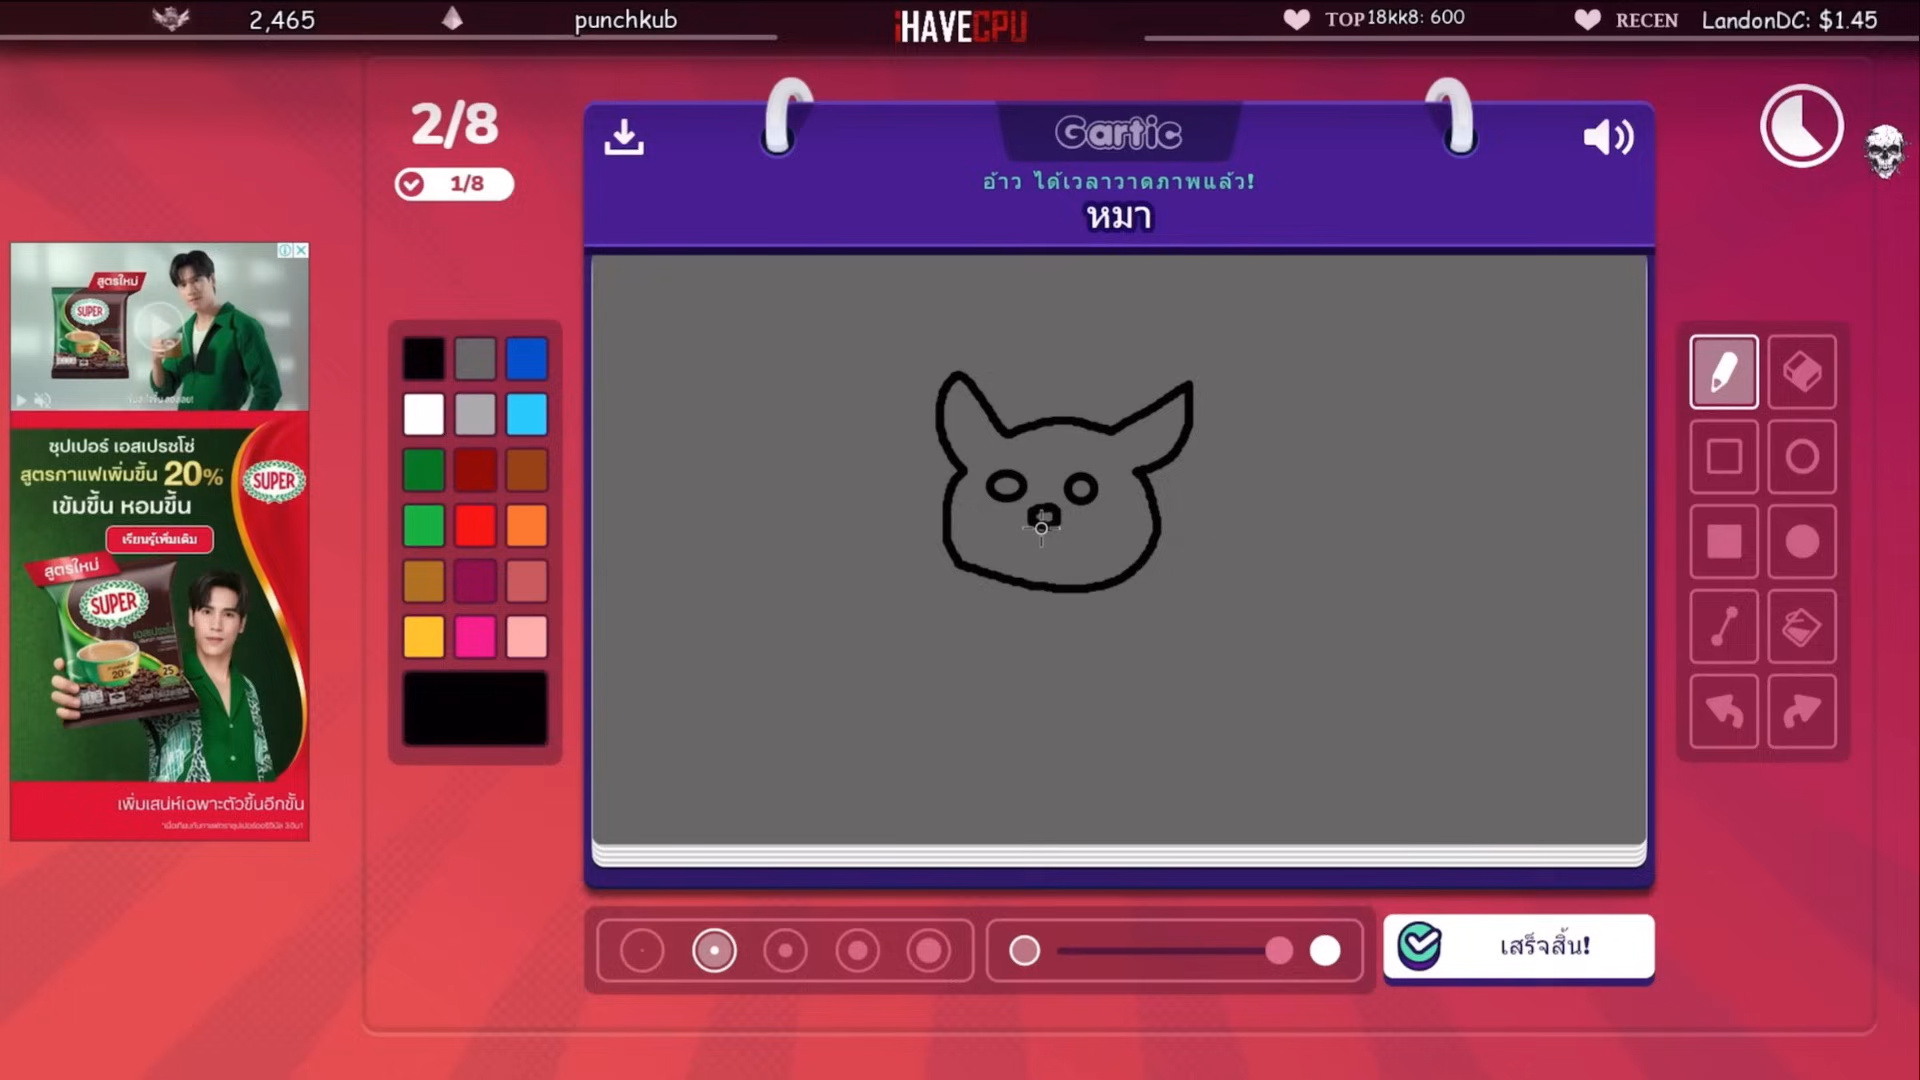 2,465
punchkub
iHAVECPU
TOP 18kk8: 600
RECEN LandonDC: $1.45
2/8
1/8
Gartic
อ้าว ได้เวลาวาดภาพแล้ว!
หมา
สูตรใหม่
SUPER
ซุปเปอร์ เอสเปรซโซ่
สูตรกาแฟเพิ่มขึ้น 20%
SUPER
เข้มขึ้น หอมขึ้น
เรียนรู้เพิ่มเติม
สูตรใหม่
SUPER
20%
25
เพิ่มเสน่ห์เฉพาะตัวขึ้นอีกขั้น
เสร็จสิ้น!